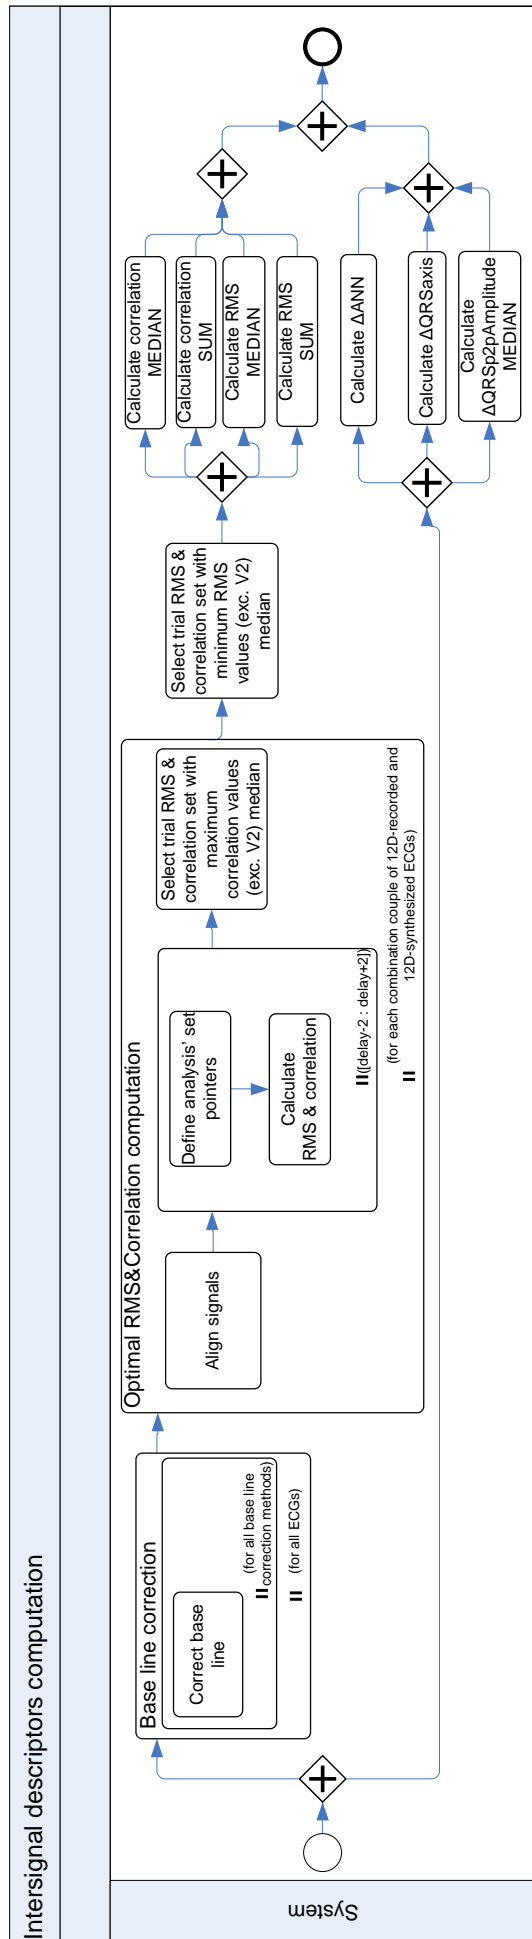 Intersignal descriptors computation
System
Base line correction
Correct base
line
(for all base line
correction methods)
(for all ECGs)
Optimal RMS&Correlation computation
Align signals
Define analysis' set
pointers
Calculate
RMS & correlation
([delay-2 : delay+2])
Select trial RMS &
correlation set with
maximum
correlation values
(exc. V2) median
(for each combination couple of 12D-recorded and
12D-synthesized ECGs)
Select trial RMS &
correlation set with
minimum RMS
values (exc. V2)
median
Calculate correlation
MEDIAN
Calculate correlation
SUM
Calculate RMS
MEDIAN
Calculate RMS
SUM
Calculate ΔANN
Calculate ΔQRSaxis
Calculate
ΔQRSp2pAmplitude
MEDIAN